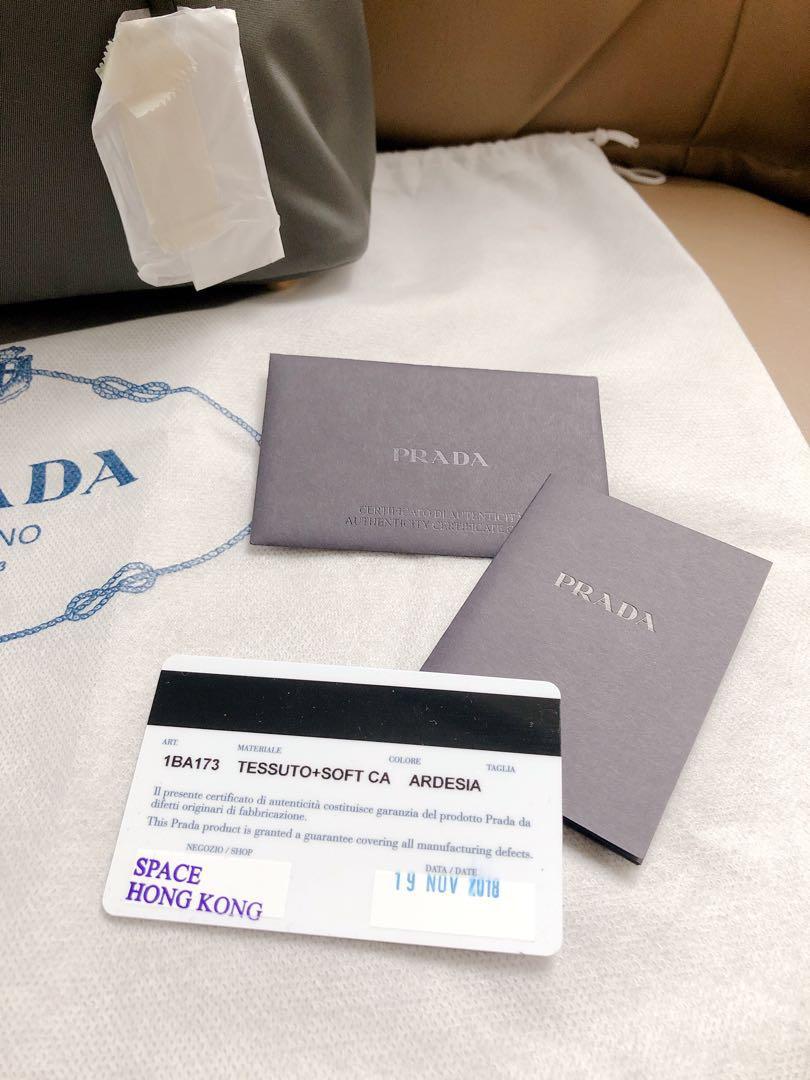 PRADA
CERTIFICATO DI AUTENTICITÀ
AUTHENTICITY CERTIFICATE
PRADA
ADA
NO
3
ART.
MATERIALE
COLORE
TAGLIA
1BA173
TESSUTO+SOFT CA
ARDESIA
Il presente certificato di autenticità costituisce garanzia del prodotto Prada da
difetti originari di fabbricazione.
This Prada product is granted a guarantee covering all manufacturing defects.
NEGOZIO / SHOP
DATA / DATE
SPACE
HONG KONG
19 NOV 2018